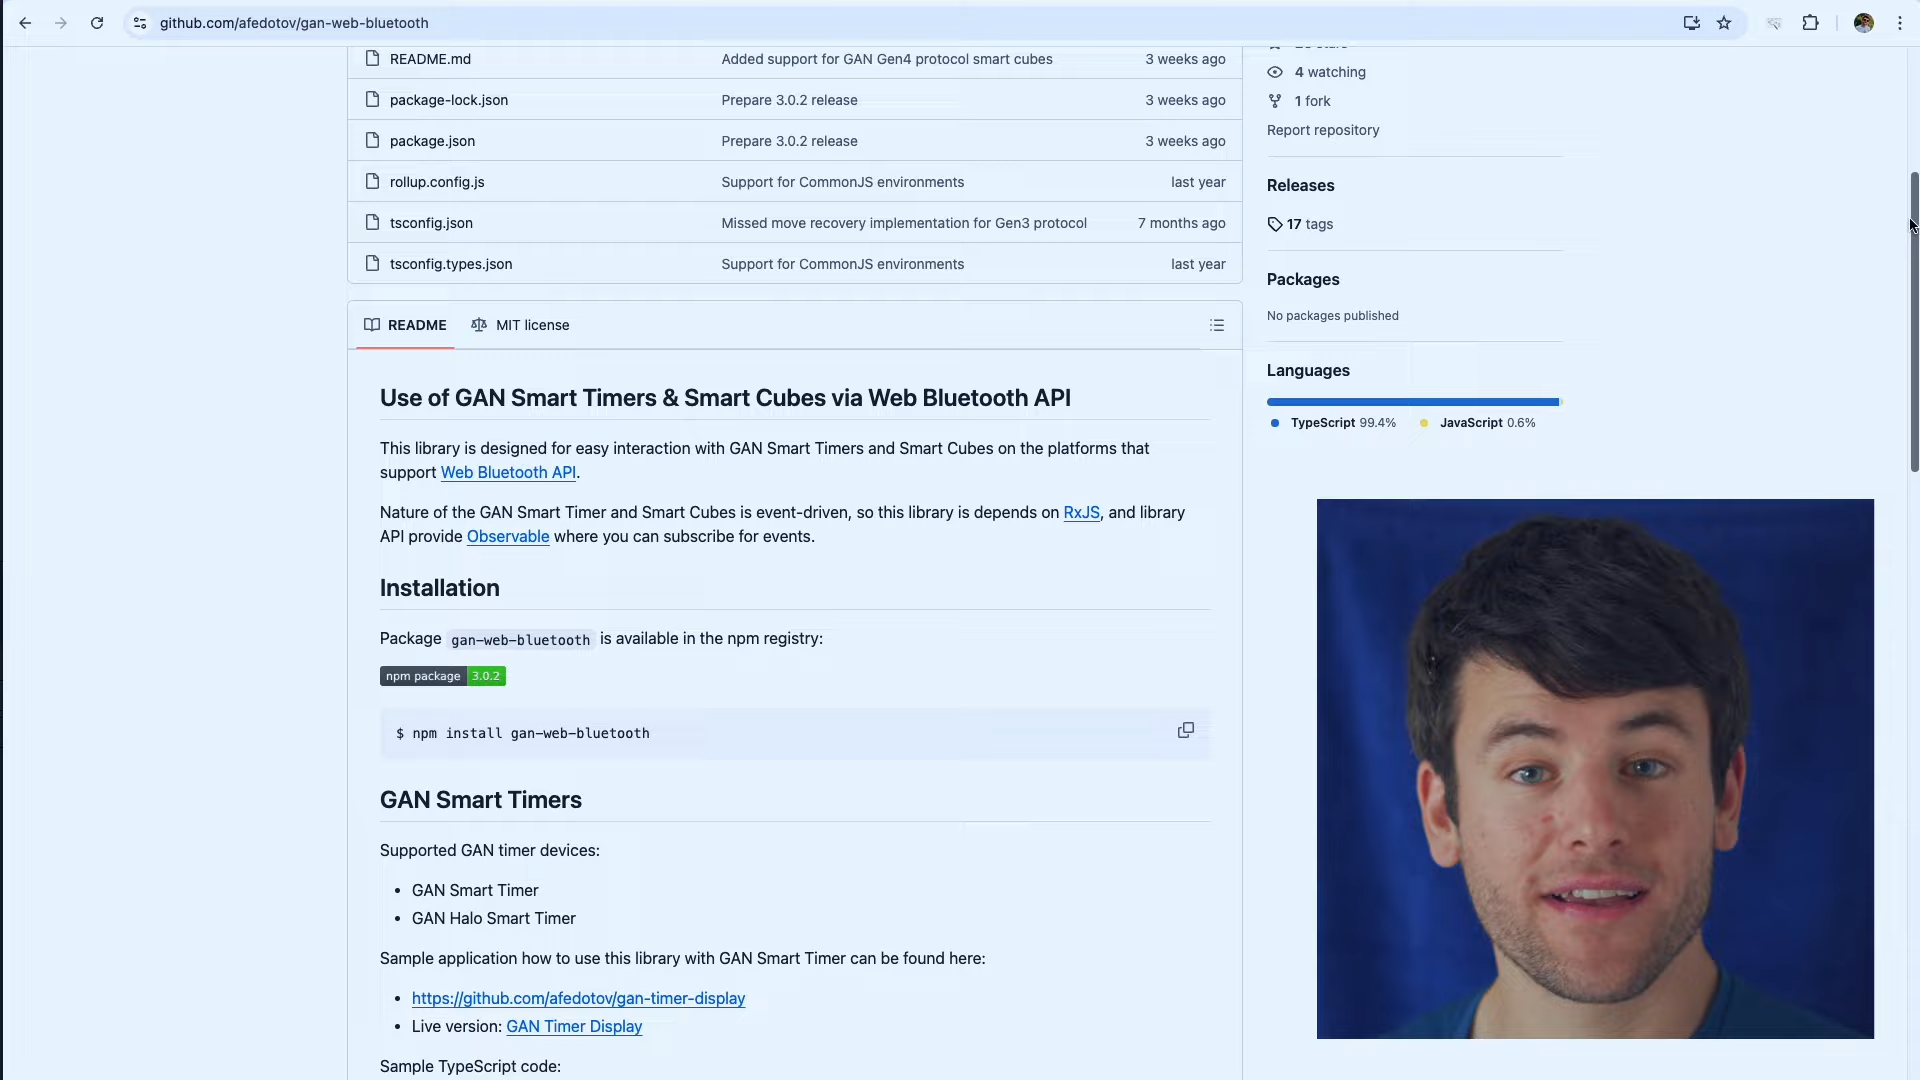 github.com/afedotov/gan-web-bluetooth
README.md Added support for GAN Gen4 protocol smart cubes 3 weeks ago
package-lock.json Prepare 3.0.2 release 3 weeks ago
package.json Prepare 3.0.2 release 3 weeks ago
rollup.config.js Support for CommonJS environments last year
tsconfig.json Missed move recovery implementation for Gen3 protocol 7 months ago
tsconfig.types.json Support for CommonJS environments last year
README MIT license
Use of GAN Smart Timers & Smart Cubes via Web Bluetooth API
This library is designed for easy interaction with GAN Smart Timers and Smart Cubes on the platforms that
support Web Bluetooth API.
Nature of the GAN Smart Timer and Smart Cubes is event-driven, so this library is depends on RxJS, and library
API provide Observable where you can subscribe for events.
Installation
Package gan-web-bluetooth is available in the npm registry:
npm package 3.0.2
$ npm install gan-web-bluetooth
GAN Smart Timers
Supported GAN timer devices:
• GAN Smart Timer
• GAN Halo Smart Timer
Sample application how to use this library with GAN Smart Timer can be found here:
• https://github.com/afedotov/gan-timer-display
• Live version: GAN Timer Display
Sample TypeScript code:
4 watching
1 fork
Report repository
Releases
17 tags
Packages
No packages published
Languages
TypeScript 99.4% JavaScript 0.6%